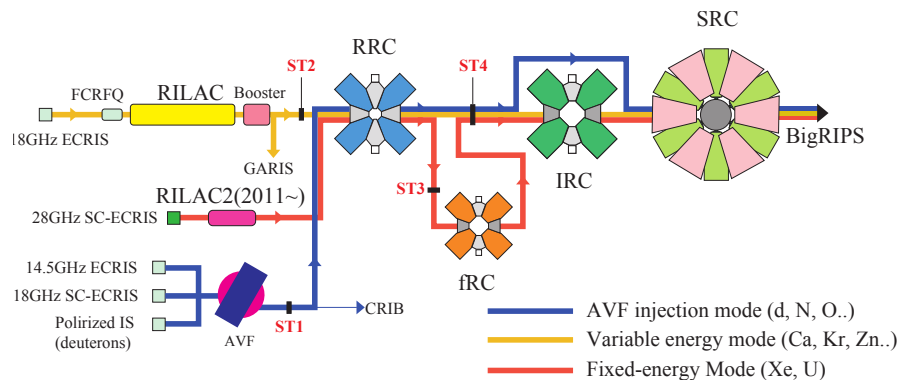 SRC
RRC
ST2
ST4
FCRFQ
RILAC
Booster
18GHz ECRIS
GARIS
BigRIPS
IRC
RILAC2(2011~)
ST3
28GHz SC-ECRIS
fRC
14.5GHz ECRIS
18GHz SC-ECRIS
CRIB
Polirized IS
(deuterons)
AVF
ST1
AVF injection mode (d, N, O..)
Variable energy mode (Ca, Kr, Zn..)
Fixed-energy Mode (Xe, U)